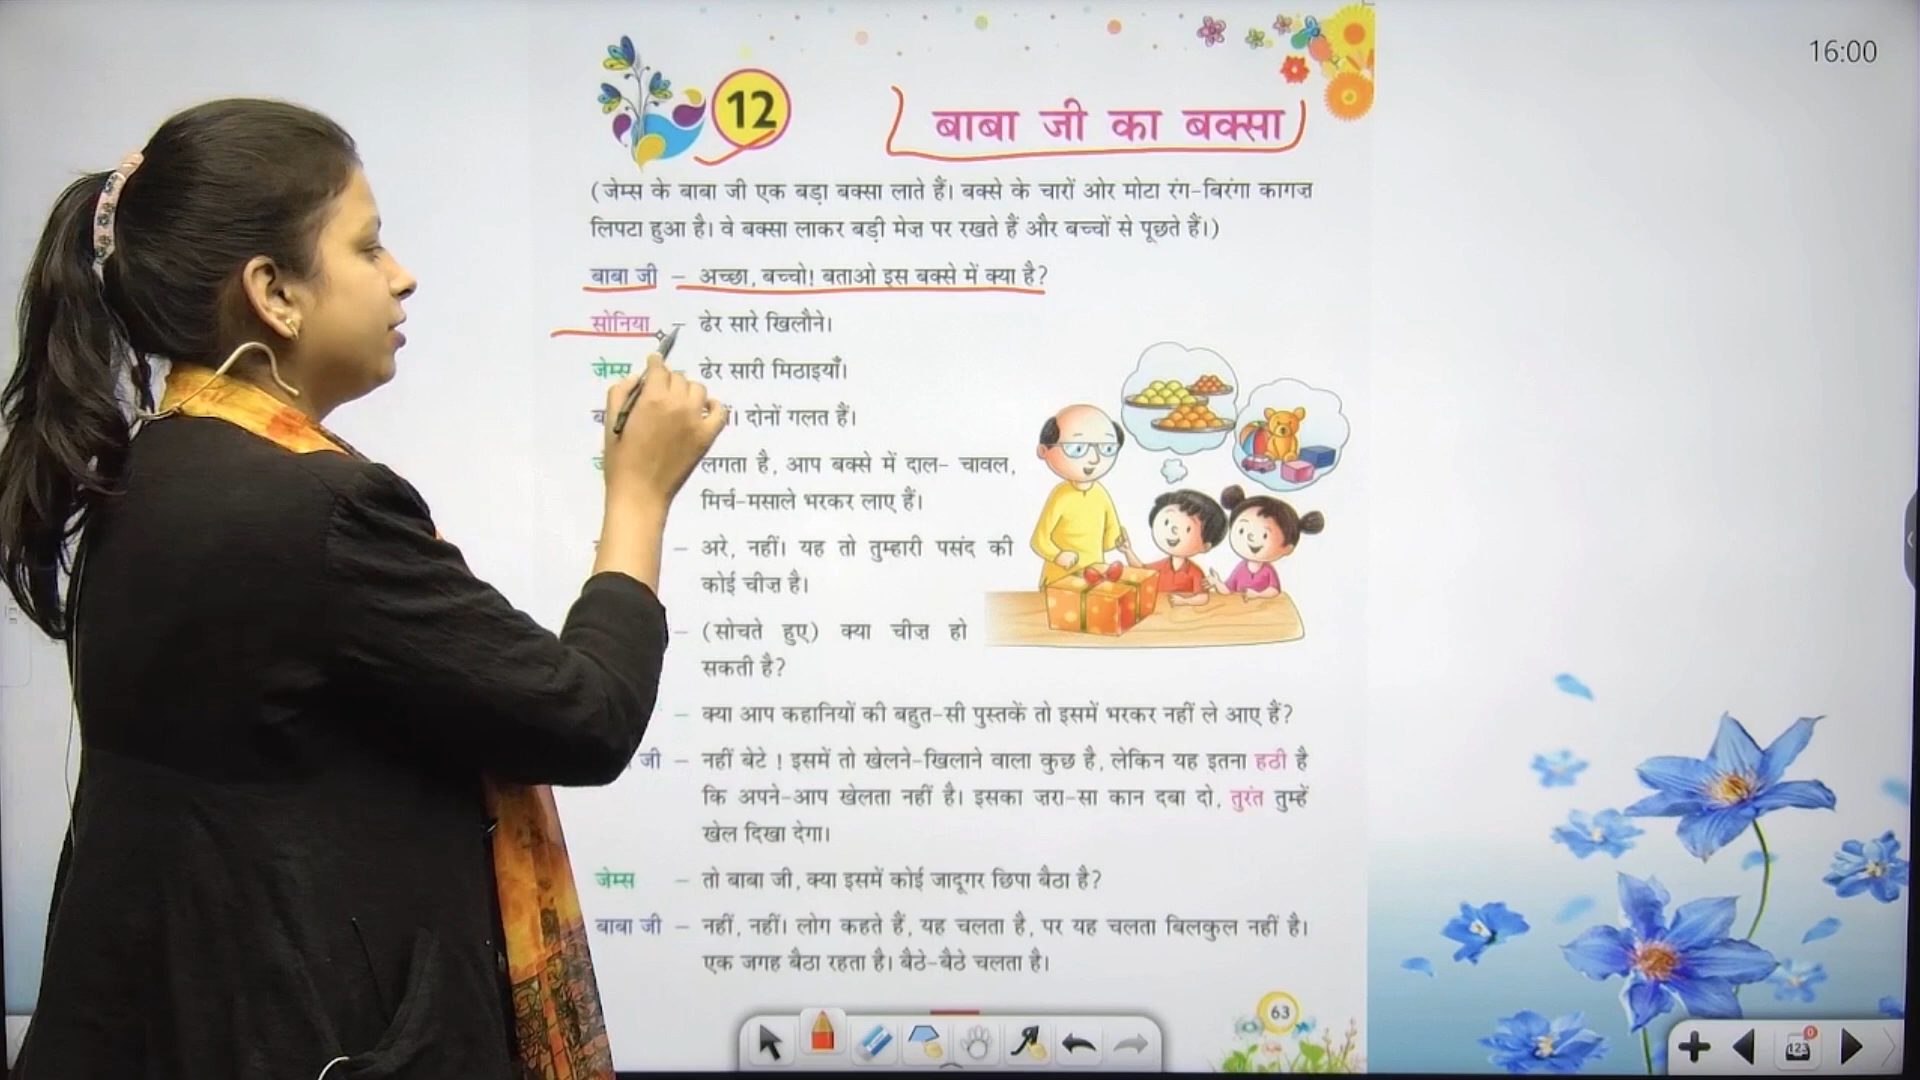 16:00
12
बाबा जी का बक्सा
(जेम्स के बाबा जी एक बड़ा बक्सा लाते हैं। बक्से के चारों ओर मोटा रंग-बिरंगा कागज़
लिपटा हुआ है। वे बक्सा लाकर बड़ी मेज़ पर रखते हैं और बच्चों से पूछते हैं।)
बाबा जी – अच्छा, बच्चो! बताओ इस बक्से में क्या है?
सोनिया – ढेर सारे खिलौने।
जेम्स – ढेर सारी मिठाइयाँ।
दोनों गलत हैं।
लगता है, आप बक्से में दाल- चावल,
मिर्च-मसाले भरकर लाए हैं।
– अरे, नहीं। यह तो तुम्हारी पसंद की
कोई चीज़ है।
– (सोचते हुए) क्या चीज़ हो
सकती है?
– क्या आप कहानियों की बहुत-सी पुस्तकें तो इसमें भरकर नहीं ले आए हैं?
जी – नहीं बेटे ! इसमें तो खेलने-खिलाने वाला कुछ है, लेकिन यह इतना हठी है
कि अपने-आप खेलता नहीं है। इसका ज़रा-सा कान दबा दो, तुरंत तुम्हें
खेल दिखा देगा।
जेम्स – तो बाबा जी, क्या इसमें कोई जादूगर छिपा बैठा है?
बाबा जी – नहीं, नहीं। लोग कहते हैं, यह चलता है, पर यह चलता बिलकुल नहीं है।
एक जगह बैठा रहता है। बैठे-बैठे चलता है।
63
123
0